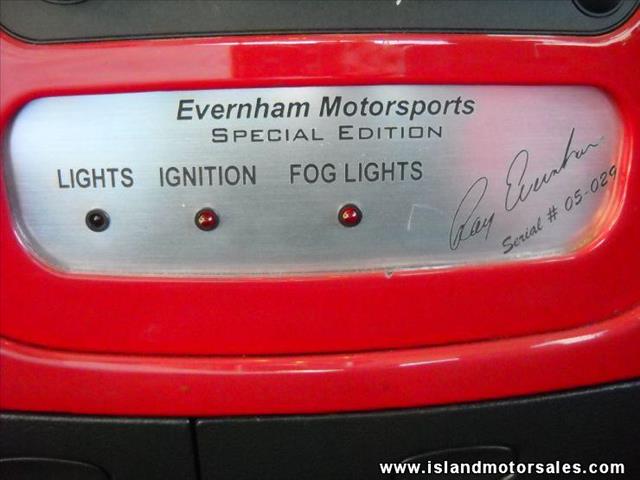 Evernham Motorsports
SPECIAL EDITION
LIGHTS IGNITION FOG LIGHTS
Ray Evernham
Serial # 05-029
www.islandmotorsales.com